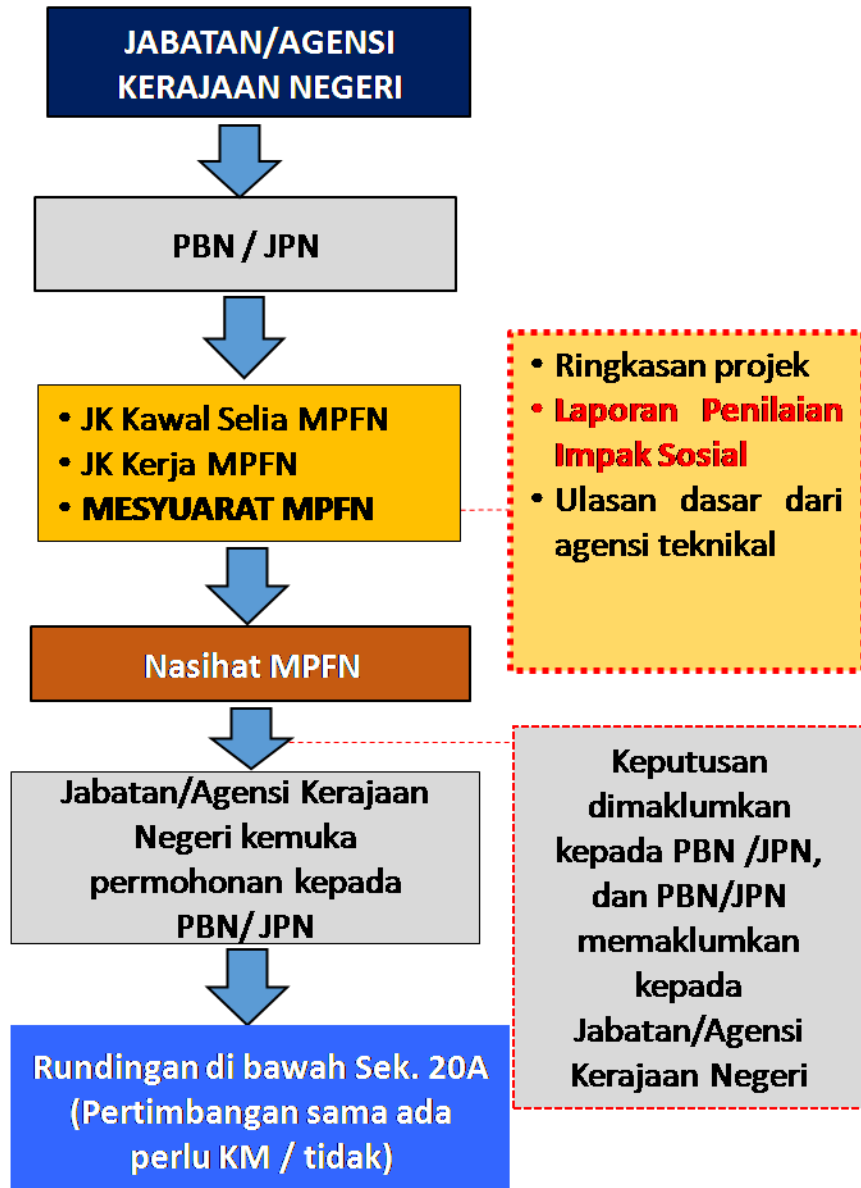 JABATAN/AGENSI
KERAJAAN NEGERI
PBN / JPN
• JK Kawal Selia MPFN
• JK Kerja MPFN
• MESYUARAT MPFN
• Ringkasan projek
• Laporan Penilaian
Impak Sosial
• Ulasan dasar dari
agensi teknikal
Nasihat MPFN
Jabatan/Agensi Kerajaan
Negeri kemuka
permohonan kepada
PBN/ JPN
Keputusan
dimaklumkan
kepada PBN /JPN,
dan PBN/JPN
memaklumkan
kepada
Jabatan/Agensi
Kerajaan Negeri
Rundingan di bawah Sek. 20A
(Pertimbangan sama ada
perlu KM / tidak)